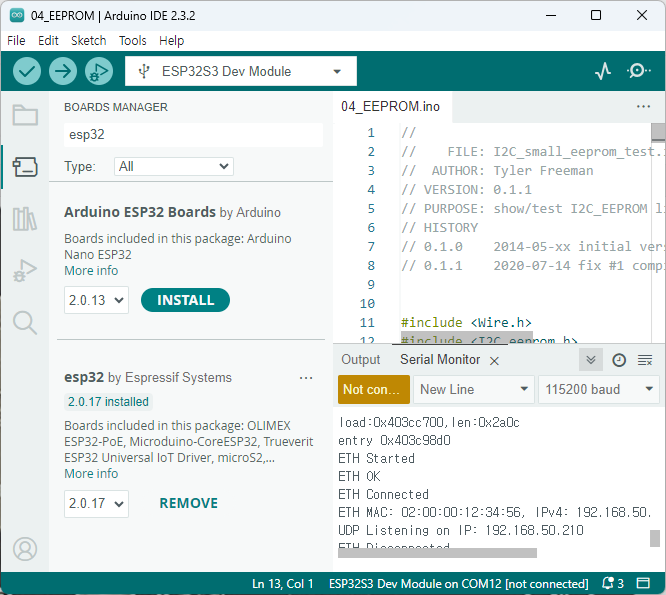 04_EEPROM | Arduino IDE 2.3.2
File Edit Sketch Tools Help
ESP32S3 Dev Module
BOARDS MANAGER
esp32
Type: All
Arduino ESP32 Boards by Arduino
Boards included in this package: Arduino
Nano ESP32
More info
2.0.13 INSTALL
esp32 by Espressif Systems ...
2.0.17 installed
Boards included in this package: OLIMEX
ESP32-PoE, Microduino-CoreESP32, Trueverit
ESP32 Universal IoT Driver, microS2,...
More info
2.0.17 REMOVE
04_EEPROM.ino ...
1 //
2 // FILE: I2C_small_eeprom_test.
3 // AUTHOR: Tyler Freeman
4 // VERSION: 0.1.1
5 // PURPOSE: show/test I2C_EEPROM li
6 // HISTORY
7 // 0.1.0 2014-05-xx initial vers
8 // 0.1.1 2020-07-14 fix #1 comp
9
10
11 #include <Wire.h>
12 #include <I2C_eeprom.h>
Output Serial Monitor
Not con... New Line 115200 baud
load:0x403cc700,len:0x2a0c
entry 0x403c98d0
ETH Started
ETH OK
ETH Connected
ETH MAC: 02:00:00:12:34:56, IPv4: 192.168.50.
UDP Listening on IP: 192.168.50.210
ETH Disconnected
Ln 13, Col 1 ESP32S3 Dev Module on COM12 [not connected] 3